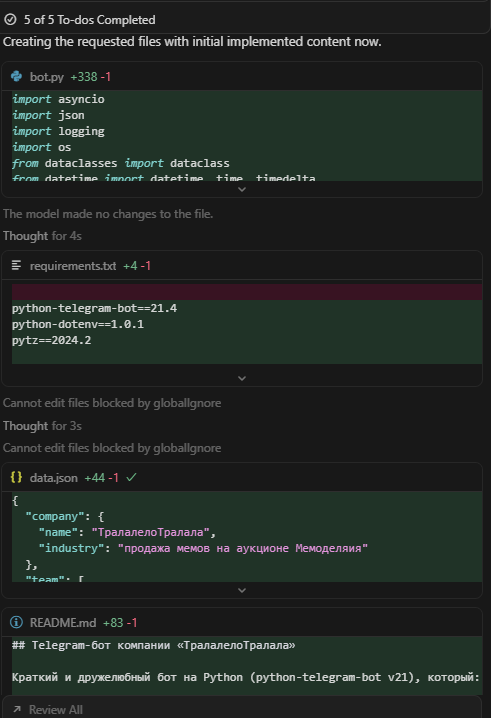 5 of 5 To-dos Completed
Creating the requested files with initial implemented content now.
bot.py +338 -1
import asyncio
import json
import logging
import os
from dataclasses import dataclass
from datetime import datetime, time, timedelta
The model made no changes to the file.
Thought for 4s
requirements.txt +4 -1
python-telegram-bot==21.4
python-dotenv==1.0.1
pytz==2024.2
Cannot edit files blocked by globalIgnore
Thought for 3s
Cannot edit files blocked by globalIgnore
{} data.json +44 -1
{
"company": {
"name": "ТралалелоТралала",
"industry": "продажа мемов на аукционе Мемоделяия"
},
"team": [
README.md +83 -1
## Telegram-бот компании «ТралалелоТралала»
Краткий и дружелюбный бот на Python (python-telegram-bot v21), который:
Review All